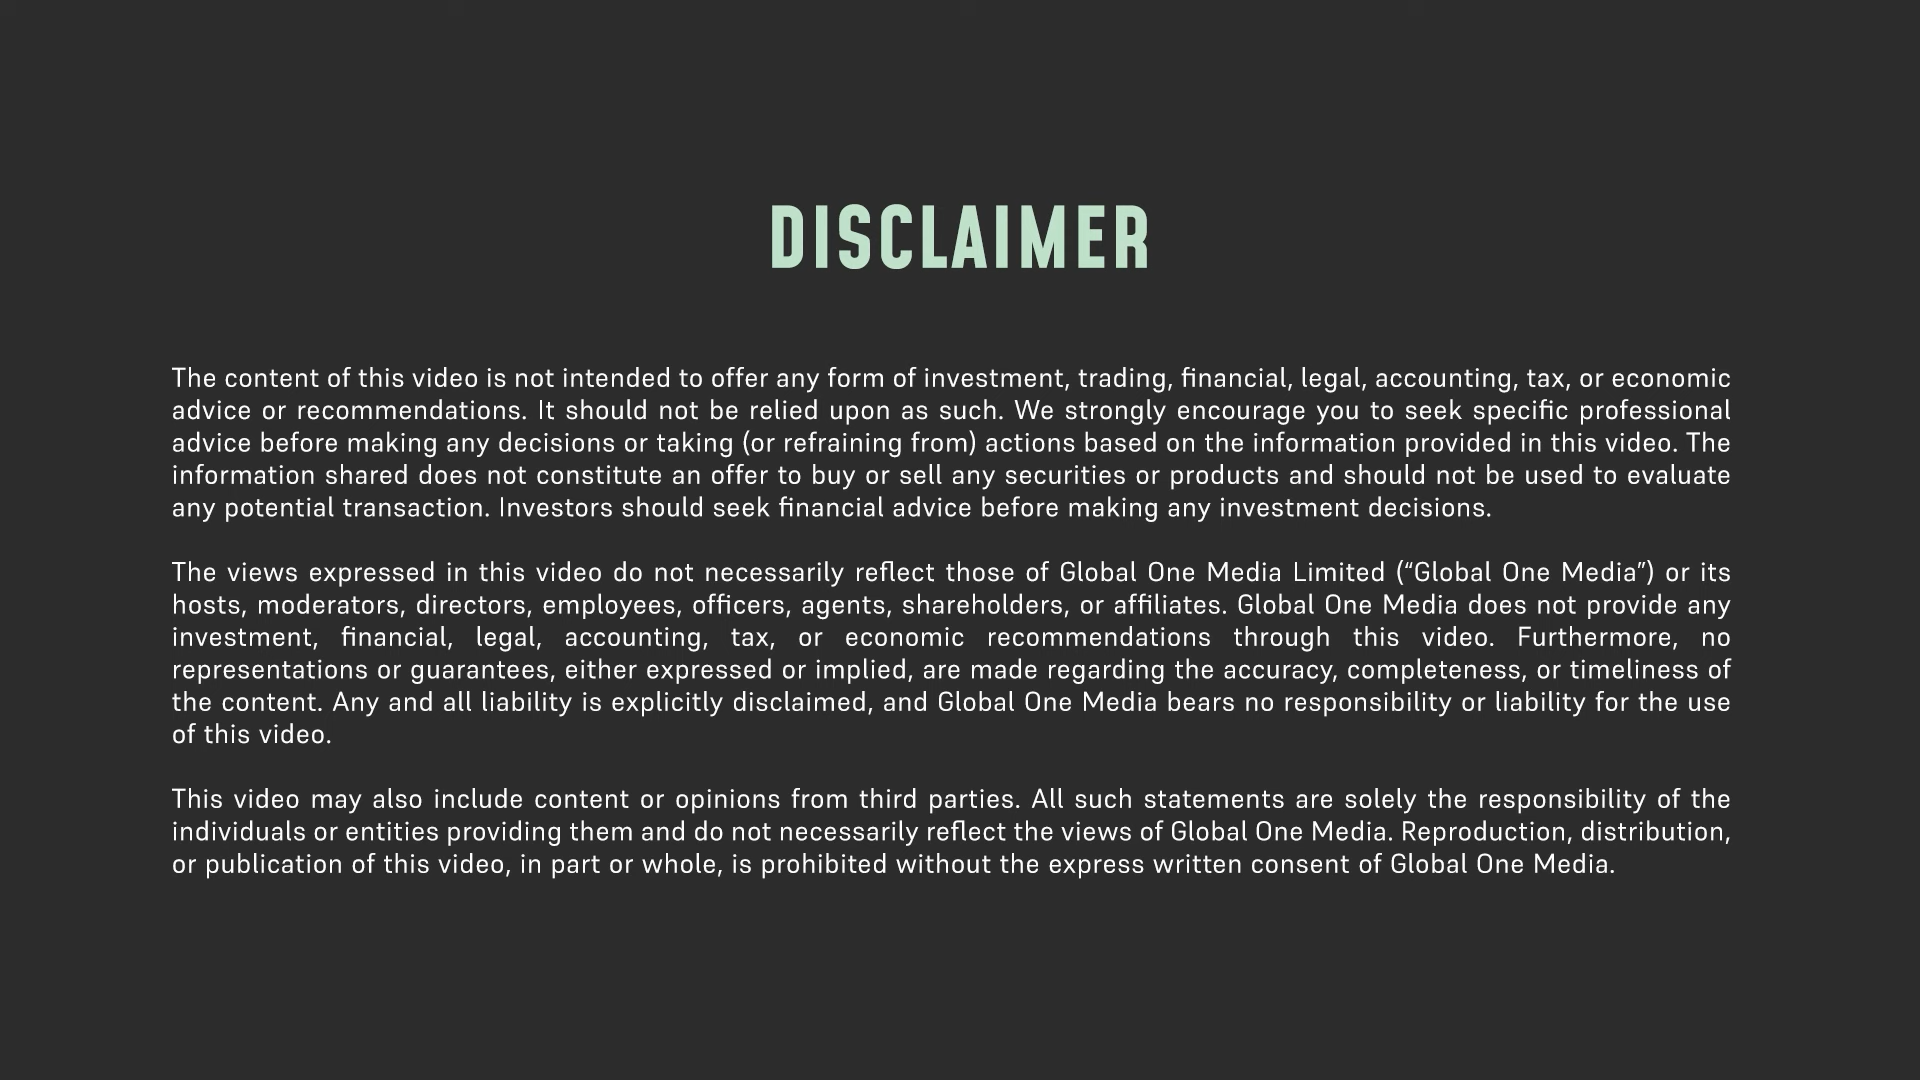 DISCLAIMER
The content of this video is not intended to offer any form of investment, trading, financial, legal, accounting, tax, or economic
advice or recommendations. It should not be relied upon as such. We strongly encourage you to seek specific professional
advice before making any decisions or taking (or refraining from) actions based on the information provided in this video. The
information shared does not constitute an offer to buy or sell any securities or products and should not be used to evaluate
any potential transaction. Investors should seek financial advice before making any investment decisions.
The views expressed in this video do not necessarily reflect those of Global One Media Limited (“Global One Media”) or its
hosts, moderators, directors, employees, officers, agents, shareholders, or affiliates. Global One Media does not provide any
investment, financial, legal, accounting, tax, or economic recommendations through this video. Furthermore, no
representations or guarantees, either expressed or implied, are made regarding the accuracy, completeness, or timeliness of
the content. Any and all liability is explicitly disclaimed, and Global One Media bears no responsibility or liability for the use
of this video.
This video may also include content or opinions from third parties. All such statements are solely the responsibility of the
individuals or entities providing them and do not necessarily reflect the views of Global One Media. Reproduction, distribution,
or publication of this video, in part or whole, is prohibited without the express written consent of Global One Media.